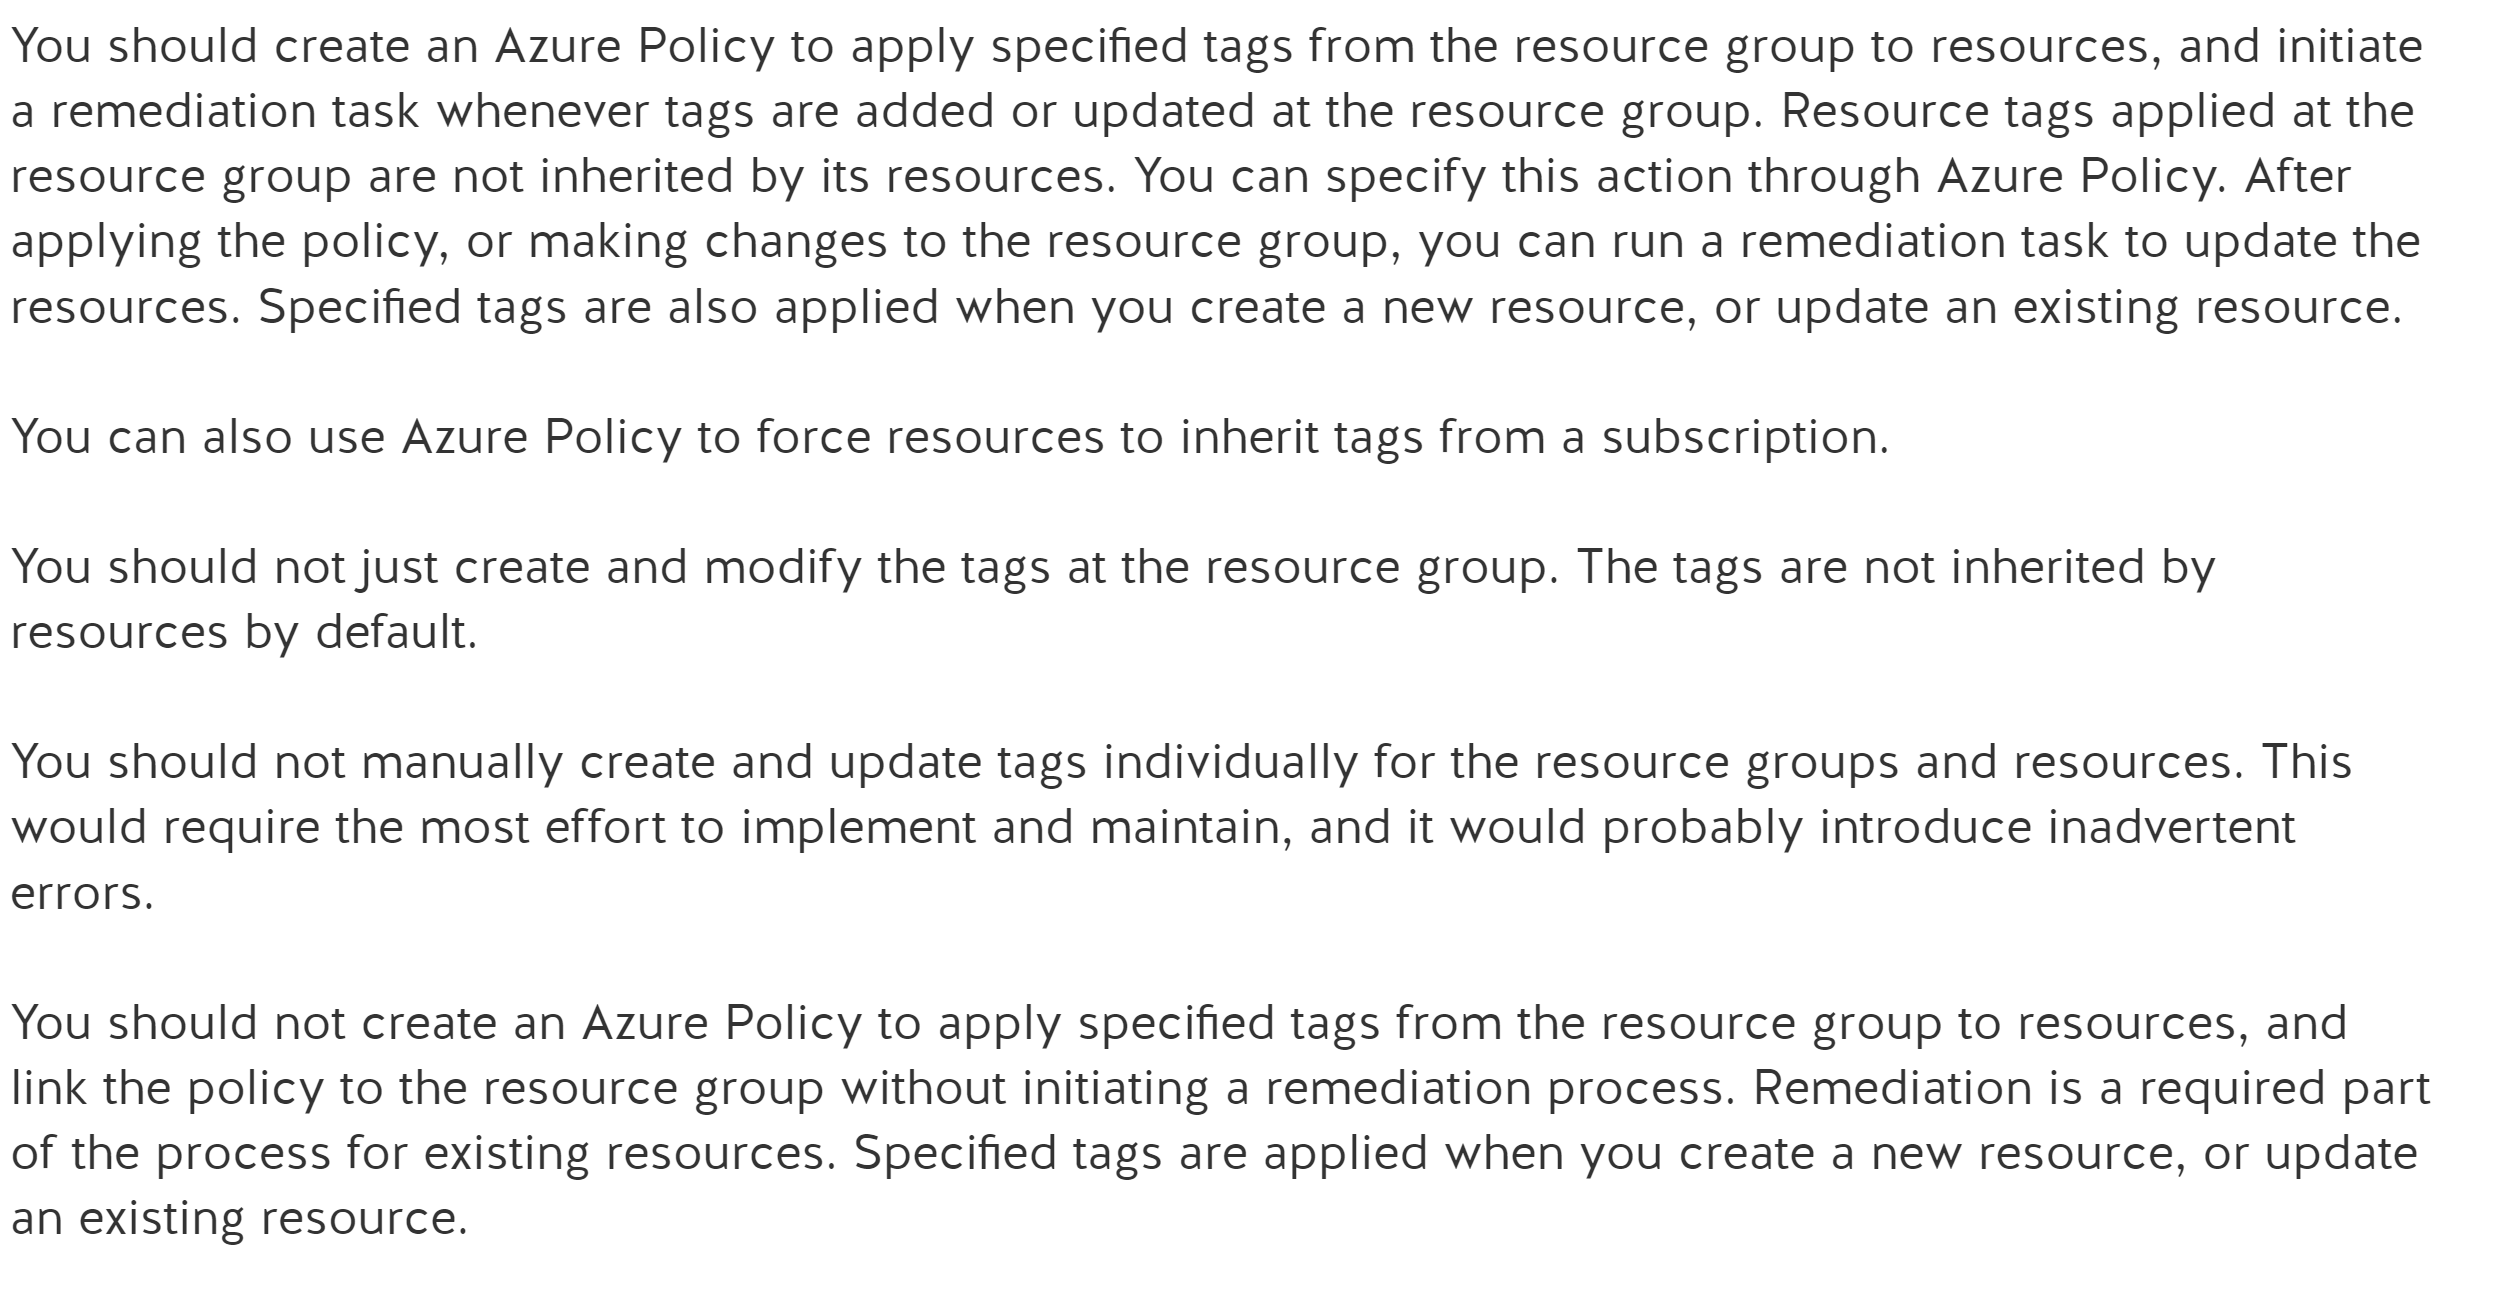 You should create an Azure Policy to apply specified tags from the resource group to resources, and initiate
a remediation task whenever tags are added or updated at the resource group. Resource tags applied at the
resource group are not inherited by its resources. You can specify this action through Azure Policy. After
applying the policy, or making changes to the resource group, you can run a remediation task to update the
resources. Specified tags are also applied when you create a new resource, or update an existing resource.
You can also use Azure Policy to force resources to inherit tags from a subscription.
You should not just create and modify the tags at the resource group. The tags are not inherited by
resources by default.
You should not manually create and update tags individually for the resource groups and resources. This
would require the most effort to implement and maintain, and it would probably introduce inadvertent
errors.
You should not create an Azure Policy to apply specified tags from the resource group to resources, and
link the policy to the resource group without initiating a remediation process. Remediation is a required part
of the process for existing resources. Specified tags are applied when you create a new resource, or update
an existing resource.